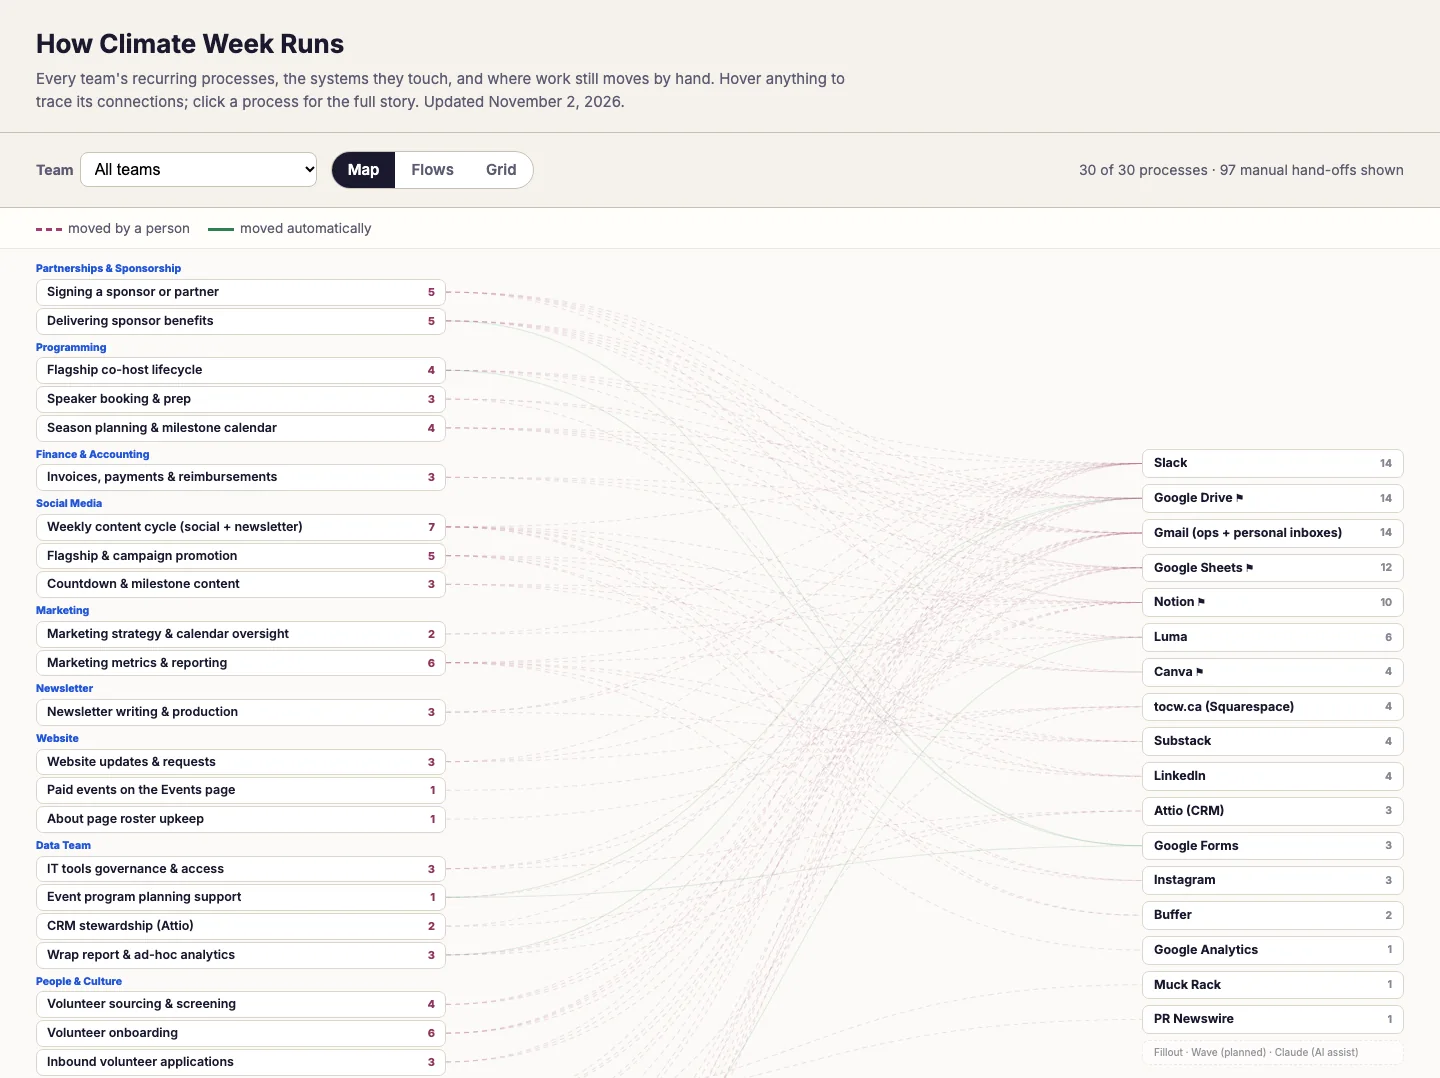 How Climate Week Runs
Every team's recurring processes, the systems they touch, and where work still moves by hand. Hover anything to
trace its connections; click a process for the full story. Updated November 2, 2026.
Team
All teams
Map
Flows
Grid
30 of 30 processes · 97 manual hand-offs shown
moved by a person
moved automatically
Partnerships & Sponsorship
Signing a sponsor or partner 5
Delivering sponsor benefits 5
Programming
Flagship co-host lifecycle 4
Speaker booking & prep 3
Season planning & milestone calendar 4
Finance & Accounting
Invoices, payments & reimbursements 3
Social Media
Weekly content cycle (social + newsletter) 7
Flagship & campaign promotion 5
Countdown & milestone content 3
Marketing
Marketing strategy & calendar oversight 2
Marketing metrics & reporting 6
Newsletter
Newsletter writing & production 3
Website
Website updates & requests 3
Paid events on the Events page 1
About page roster upkeep 1
Data Team
IT tools governance & access 3
Event program planning support 1
CRM stewardship (Attio) 2
Wrap report & ad-hoc analytics 3
People & Culture
Volunteer sourcing & screening 4
Volunteer onboarding 6
Inbound volunteer applications 3
Slack 14
Google Drive ⚑ 14
Gmail (ops + personal inboxes) 14
Google Sheets ⚑ 12
Notion ⚑ 10
Luma 6
Canva ⚑ 4
tocw.ca (Squarespace) 4
Substack 4
LinkedIn 4
Attio (CRM) 3
Google Forms 3
Instagram 3
Buffer 2
Google Analytics 1
Muck Rack 1
PR Newswire 1
Fillout · Wave (planned) · Claude (AI assist)